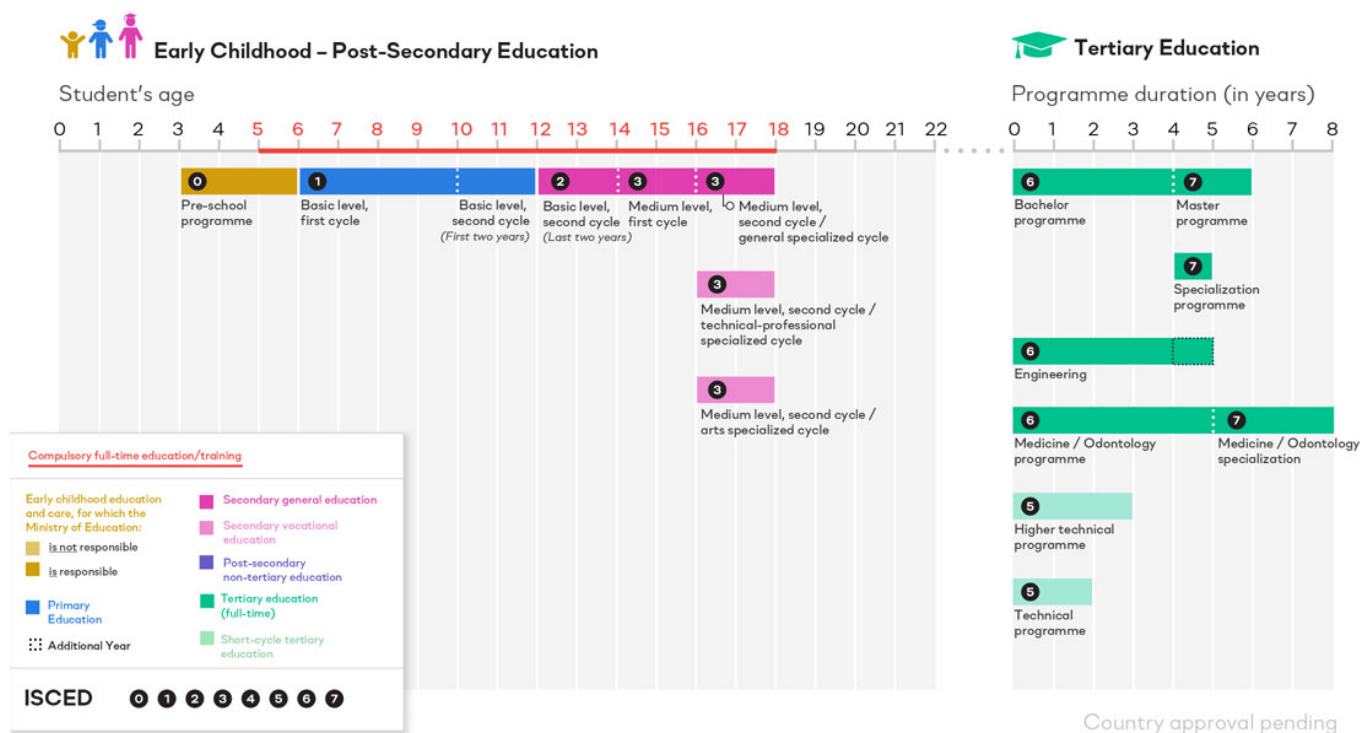 Early Childhood – Post-Secondary Education
Student's age
0 1 2 3 4 5 6 7 8 9 10 11 12 13 14 15 16 17 18 19 20 21 22
0
Pre-school
programme
1
Basic level,
first cycle
Basic level,
second cycle
(First two years)
2
Basic level,
second cycle
(Last two years)
3
Medium level,
first cycle
3
Medium level,
second cycle /
general specialized cycle
3
Medium level, second cycle /
technical-professional
specialized cycle
3
Medium level, second cycle /
arts specialized cycle
Tertiary Education
Programme duration (in years)
0 1 2 3 4 5 6 7 8
6
Bachelor
programme
7
Master
programme
7
Specialization
programme
6
Engineering
6
Medicine / Odontology
programme
7
Medicine / Odontology
specialization
5
Higher technical
programme
5
Technical
programme
Compulsory full-time education/training
Early childhood education
and care, for which the
Ministry of Education:
is not responsible
is responsible
Primary
Education
Additional Year
Secondary general education
Secondary vocational
education
Post-secondary
non-tertiary education
Tertiary education
(full-time)
Short-cycle tertiary
education
ISCED 0 1 2 3 4 5 6 7
Country approval pending